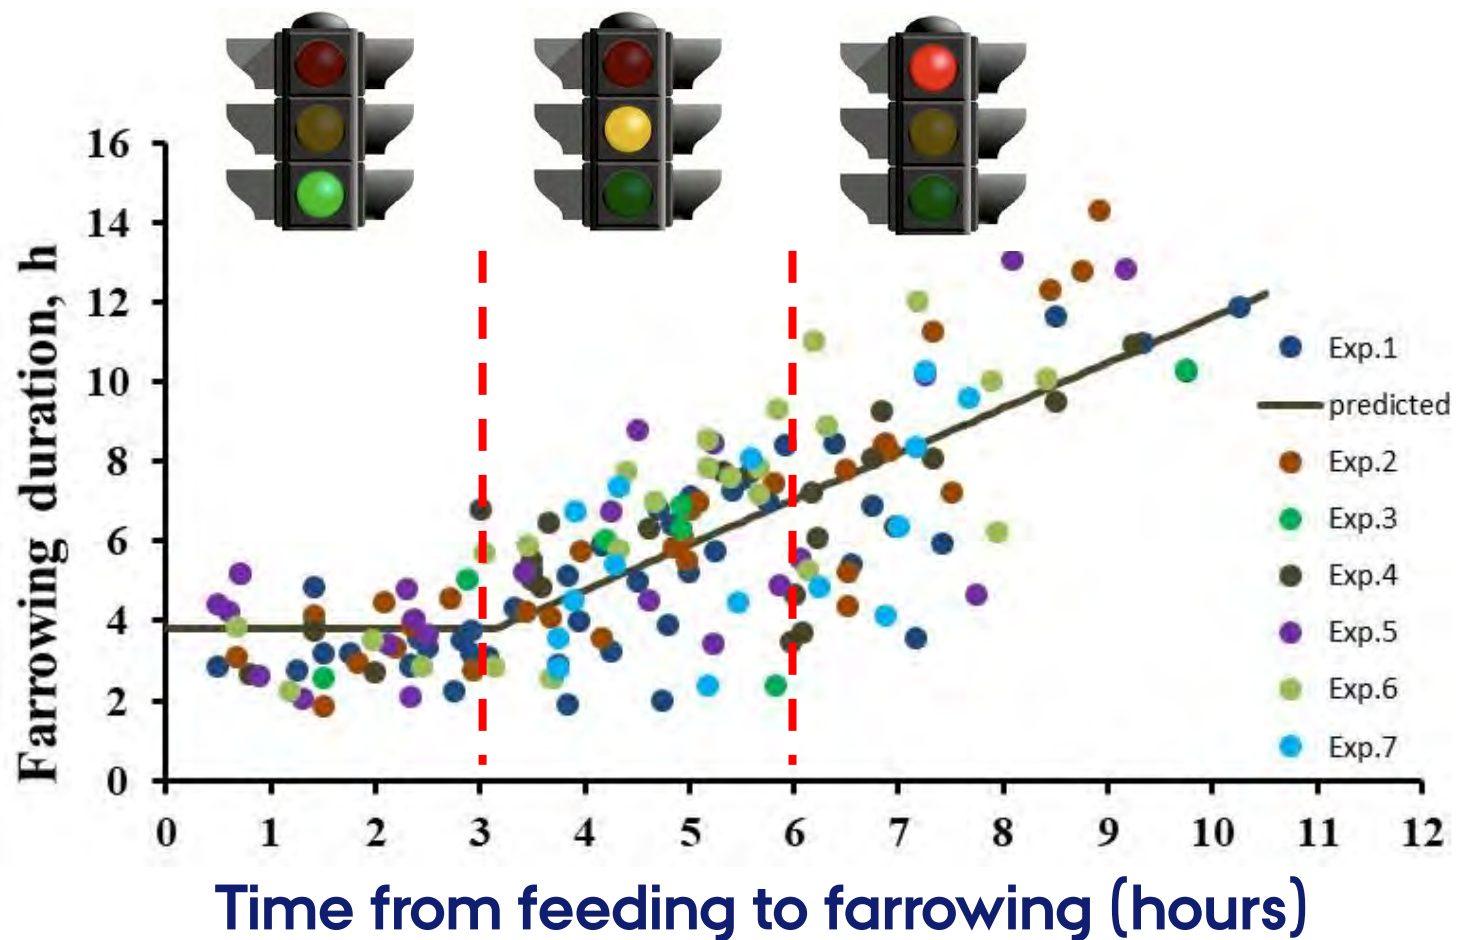 16
14
12
10
8
6
4
2
0
Farrowing duration, h
0 1 2 3 4 5 6 7 8 9 10 11 12
Time from feeding to farrowing (hours)
Exp.1
predicted
Exp.2
Exp.3
Exp.4
Exp.5
Exp.6
Exp.7